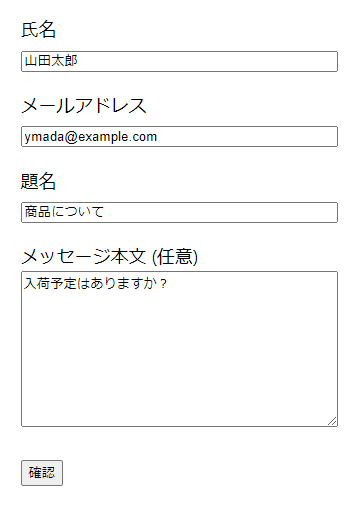 氏名
山田太郎
メールアドレス
ymada@example.com
題名
商品について
メッセージ本文 (任意)
入荷予定はありますか？
確認